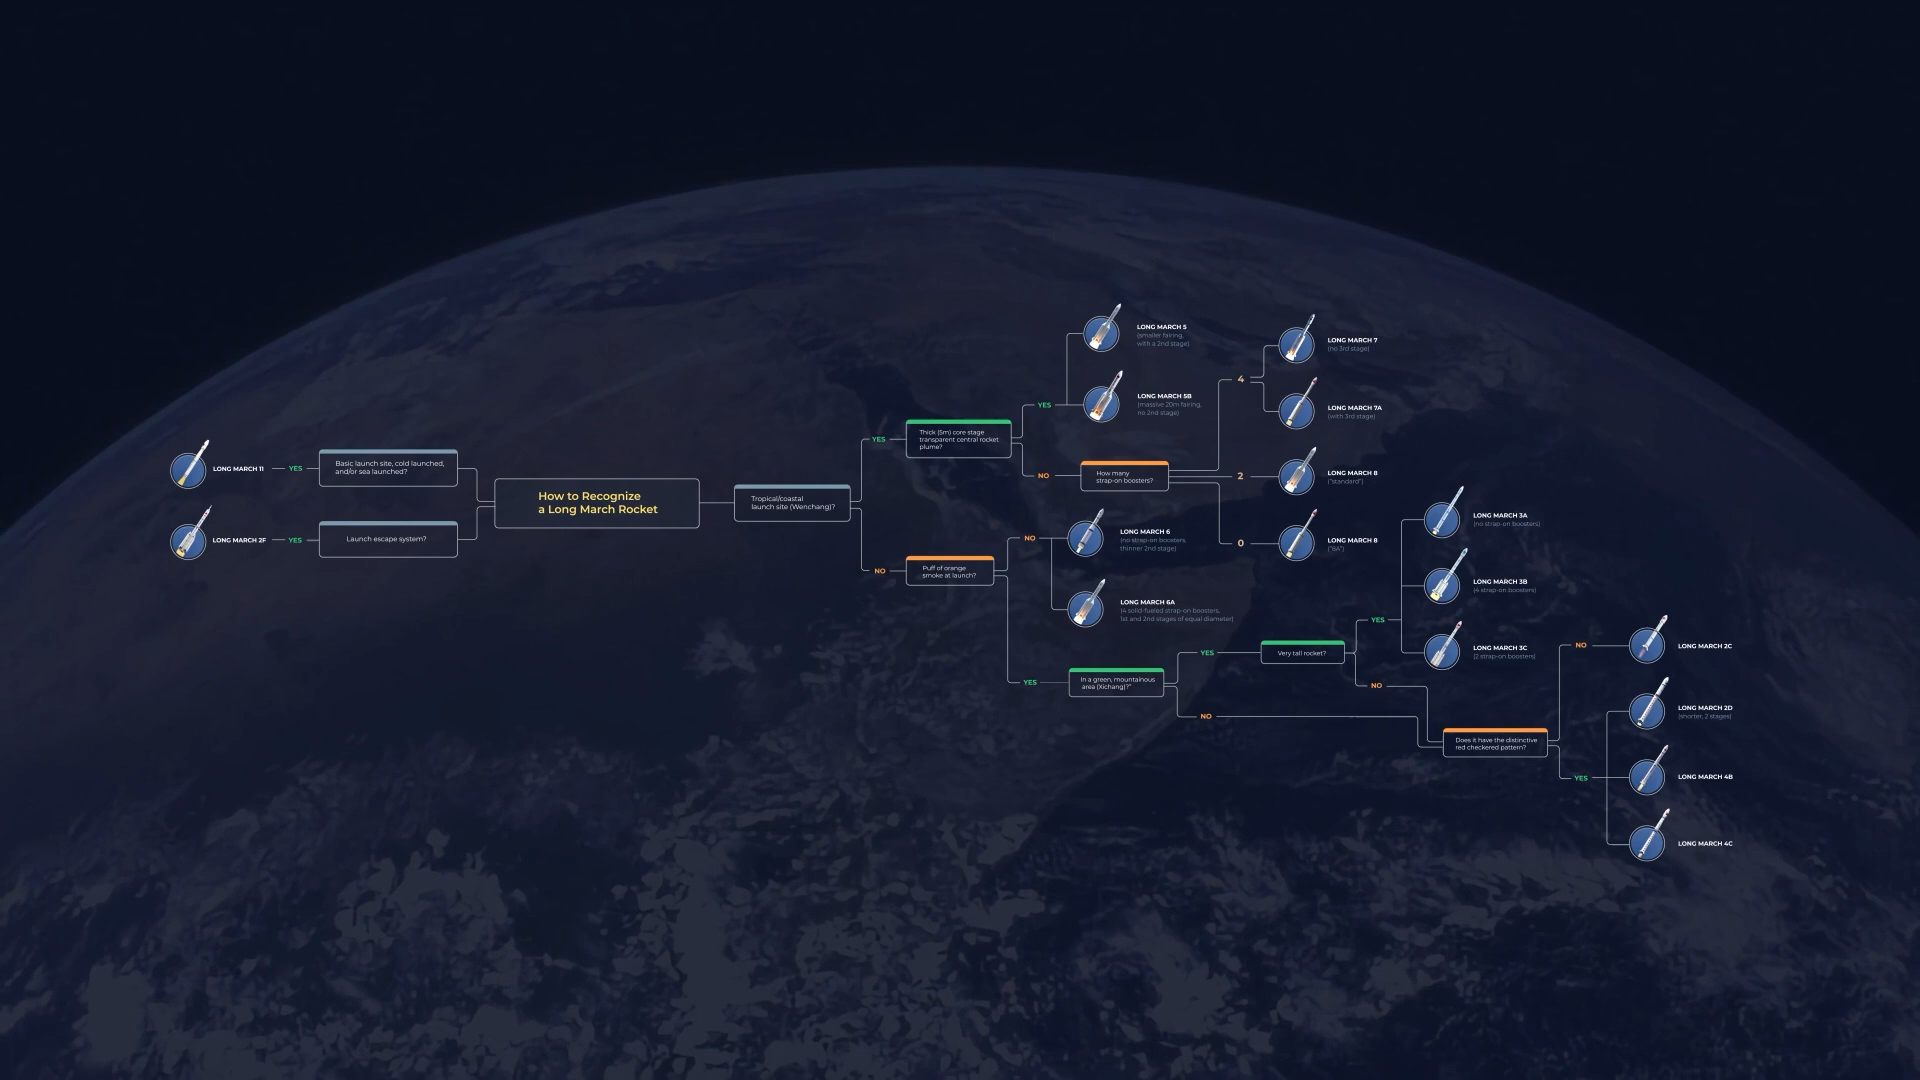 LONG MARCH 11
YES
Basic launch site, cold launched,
and/or sea launched?
LONG MARCH 2F
YES
Launch escape system?
How to Recognize
a Long March Rocket
Tropical/coastal
launch site (Wenchang)?
YES
Thick (5m) core stage
transparent central rocket
plume?
YES
LONG MARCH 5
(smaller fairing,
with a 2nd stage)
LONG MARCH 5B
(massive 20m fairing,
no 2nd stage)
NO
How many
strap-on boosters?
4
LONG MARCH 7
(no 3rd stage)
LONG MARCH 7A
(with 3rd stage)
2
LONG MARCH 8
("standard")
0
LONG MARCH 8
("8A")
NO
Puff of orange
smoke at launch?
NO
LONG MARCH 6
(no strap-on boosters,
thinner 2nd stage)
LONG MARCH 6A
(4 solid-fueled strap-on boosters,
1st and 2nd stages of equal diameter)
YES
In a green, mountainous
area (Xichang)?"
YES
Very tall rocket?
YES
LONG MARCH 3A
(no strap-on boosters)
LONG MARCH 3B
(4 strap-on boosters)
LONG MARCH 3C
(2 strap-on boosters)
NO
NO
Does it have the distinctive
red checkered pattern?
NO
LONG MARCH 2C
YES
LONG MARCH 2D
(shorter, 2 stages)
LONG MARCH 4B
LONG MARCH 4C